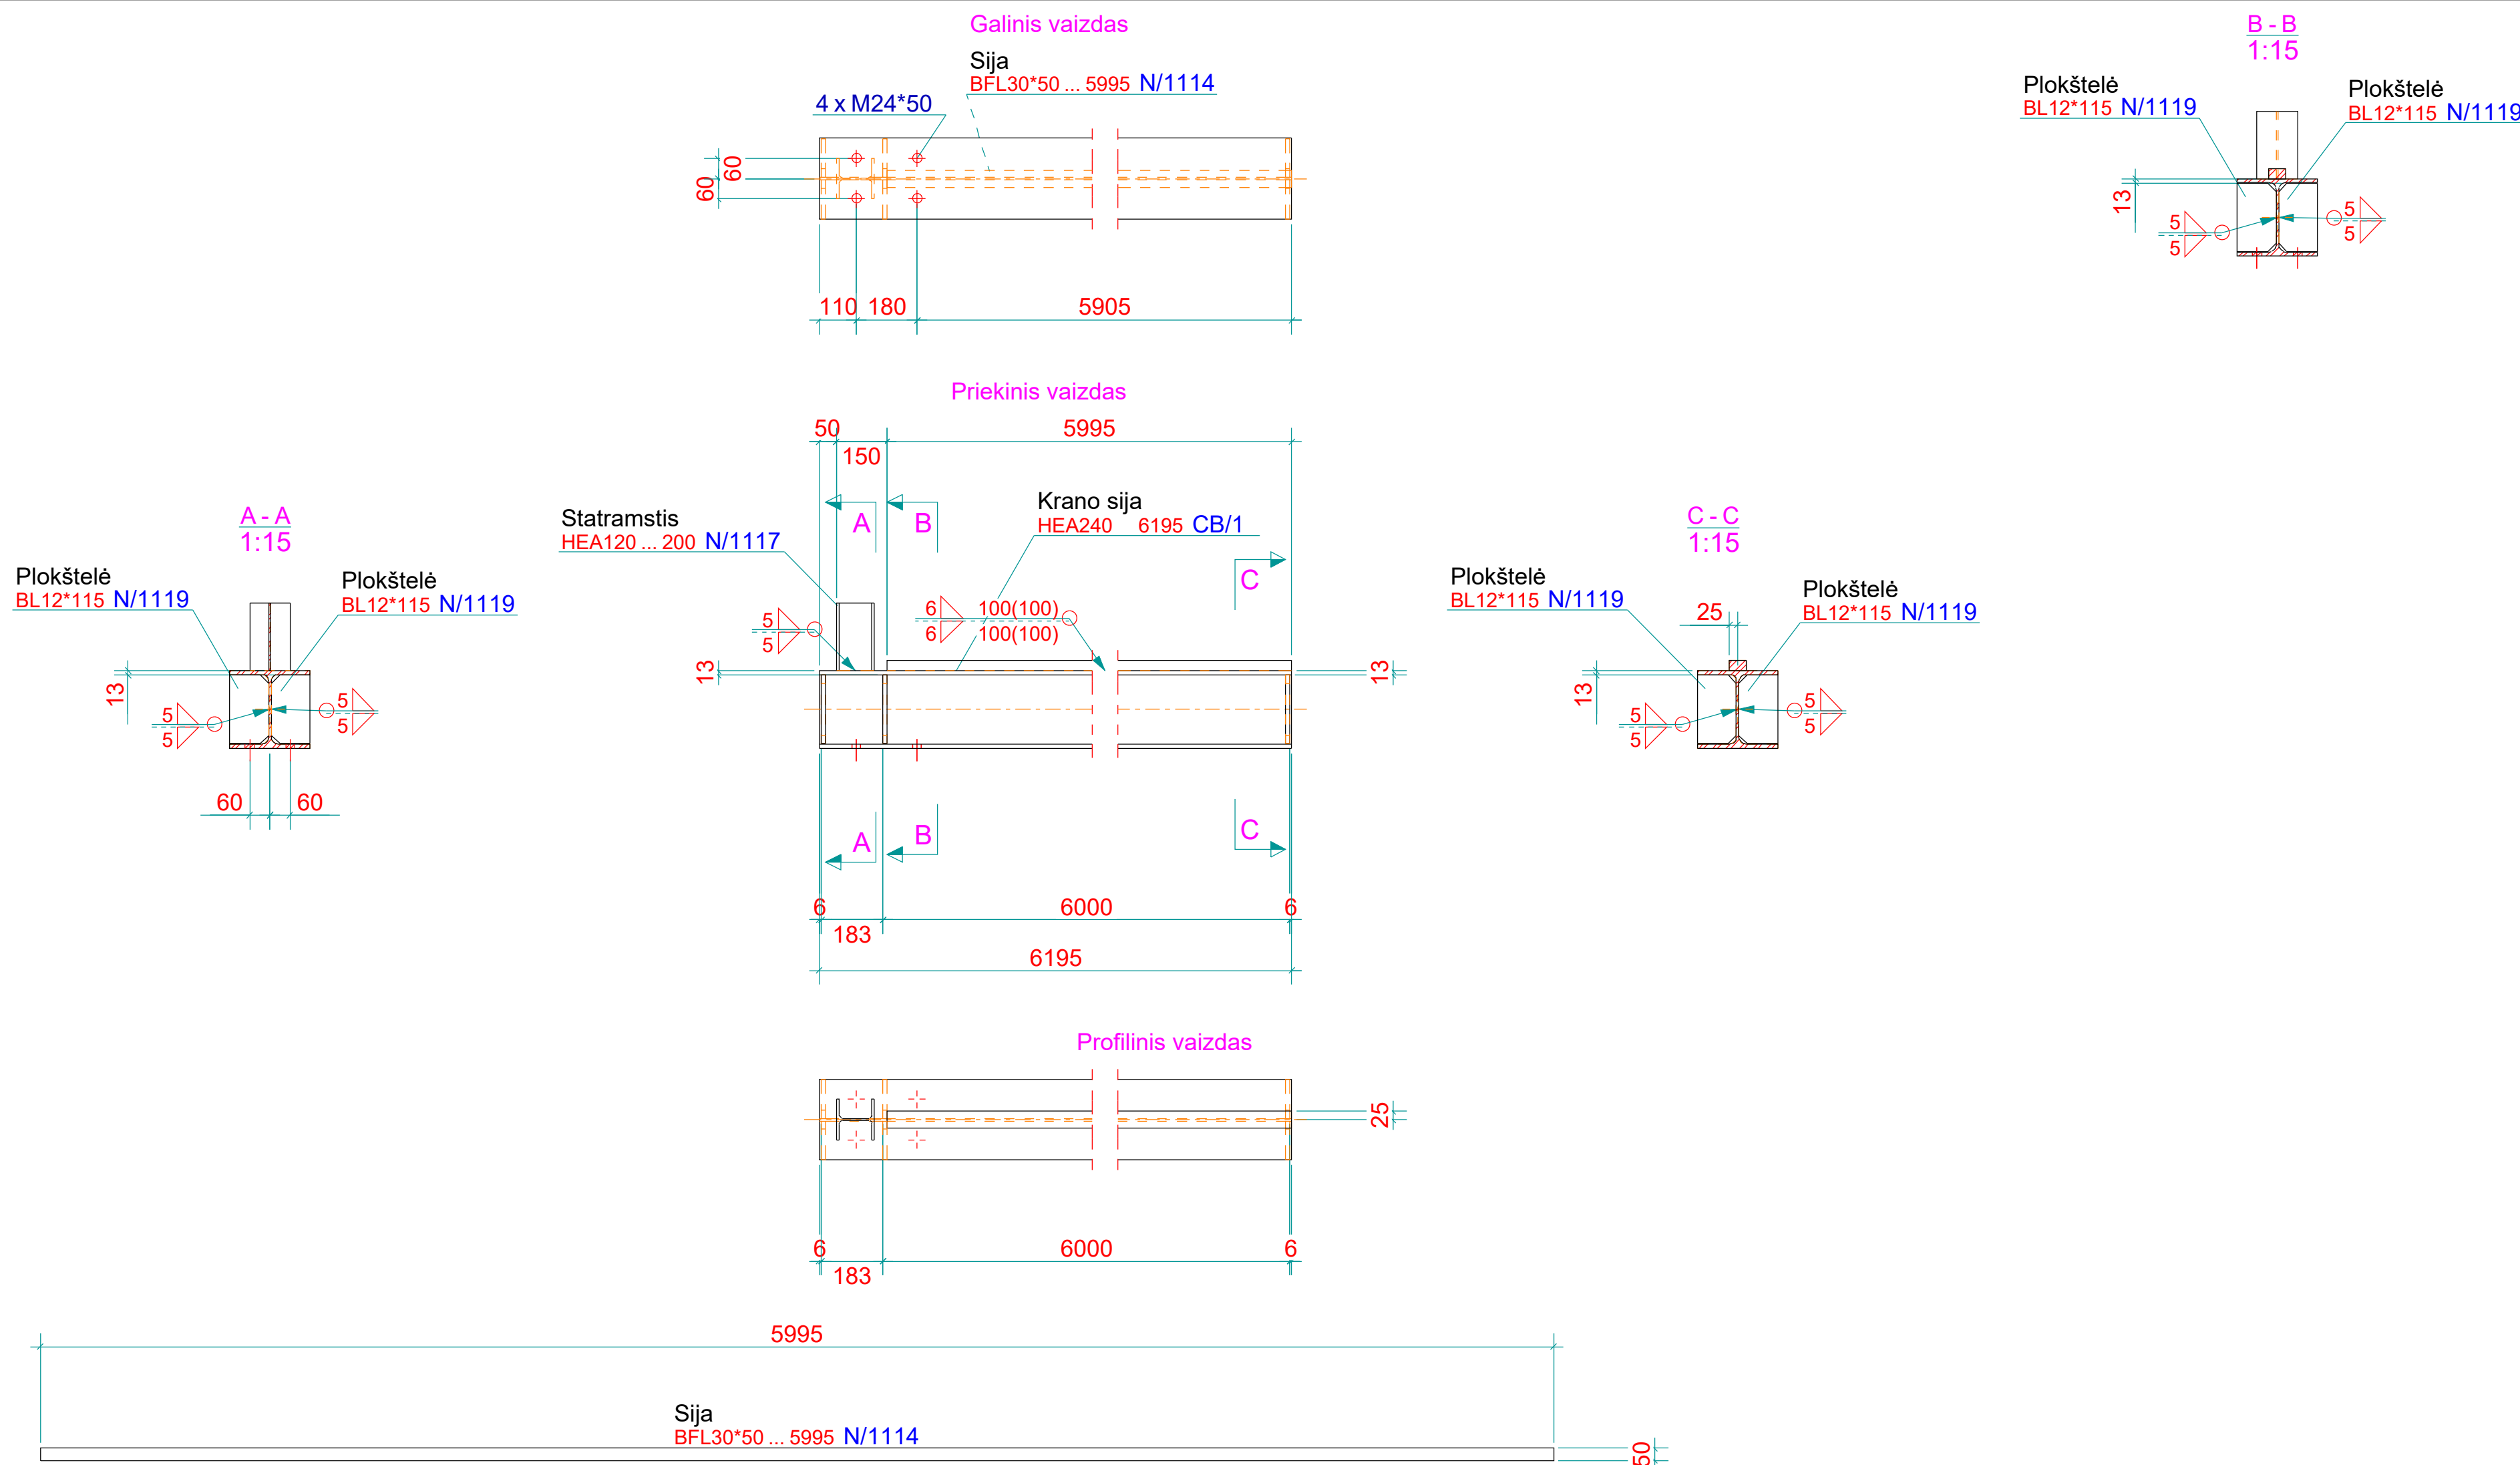 Galinis vaizdas
Sija
BFL30*50 ... 5995 N/1114
4 x M24*50
60
60
110
180
5905
B - B
1:15
Plokštelė
BL12*115 N/1119
Plokštelė
BL12*115 N/1119
13
5
5
5
5
Priekinis vaizdas
50
5995
150
A
B
Krano sija
HEA240 6195 CB/1
Statramstis
HEA120 ... 200 N/1117
C
6 100(100)
6 100(100)
5
5
13
13
A
B
C
6
6000
6
183
6195
A - A
1:15
Plokštelė
BL12*115 N/1119
Plokštelė
BL12*115 N/1119
13
5
5
5
5
60
60
C - C
1:15
Plokštelė
BL12*115 N/1119
Plokštelė
BL12*115 N/1119
25
13
5
5
5
5
Profilinis vaizdas
25
6
6000
6
183
5995
Sija
BFL30*50 ... 5995 N/1114
50